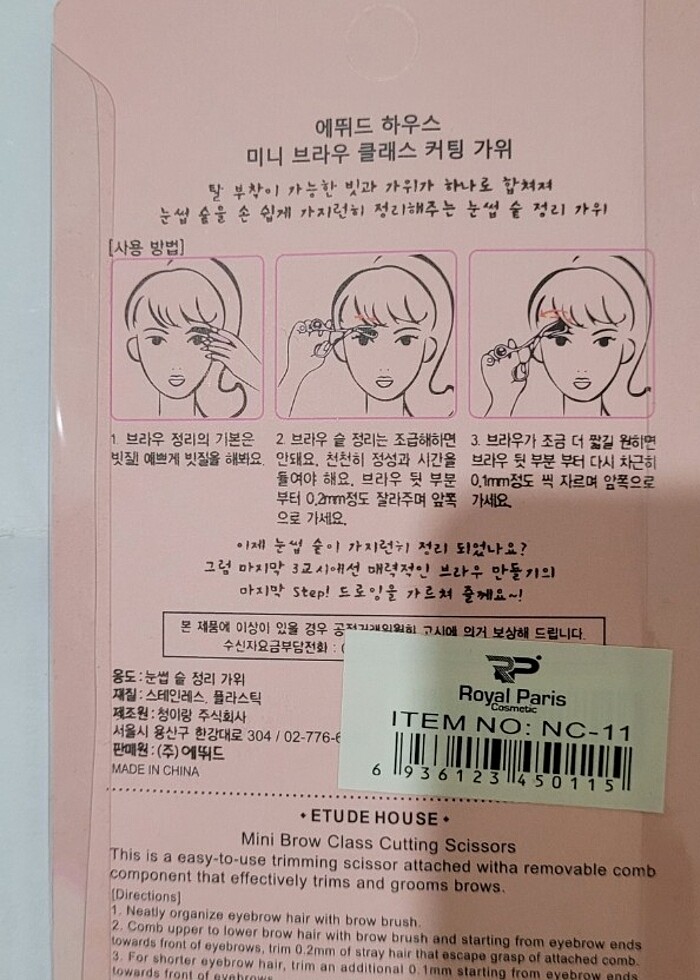 에뛰드 하우스
미니 브라우 클래스 커팅 가위
탈 부착이 가능한 빗과 가위가 하나로 합쳐져
눈썹 숱을 손 쉽게 가지런히 정리해주는 눈썹 숱 정리 가위
[사용 방법]
1. 브라우 정리의 기본은
빗질! 예쁘게 빗질을 해봐요.
2. 브라우 숱 정리는 조급해하면
안돼요. 천천히 정성과 시간을
들여야 해요. 브라우 뒷 부분
부터 0.2mm정도 잘라주며 앞쪽
으로 가세요.
3. 브라우가 조금 더 짧길 원하면
브라우 뒷 부분 부터 다시 차근히
0.1mm정도 씩 자르며 앞쪽으로
가세요.
이제 눈썹 숱이 가지런히 정리 되었나요?
그럼 마지막 3교시에선 매력적인 브라우 만들기의
마지막 Step! 드로잉을 가르쳐 줄께요~!
본 제품에 이상이 있을 경우 공정거래위원회 고시에 의거 보상해 드립니다.
수신자요금부담전화 : (
용도 : 눈썹 숱 정리 가위
재질 : 스테인레스, 플라스틱
제조원 : 청이랑 주식회사
서울시 용산구 한강대로 304 / 02-776-6
판매원 : (주) 에뛰드
MADE IN CHINA
RP
Royal Paris
Cosmetic
ITEM NO: NC-11
6 936123 450115
• ETUDE HOUSE •
Mini Brow Class Cutting Scissors
This is a easy-to-use trimming scissor attached witha removable comb
component that effectively trims and grooms brows.
[Directions]
1. Neatly organize eyebrow hair with brow brush.
2. Comb upper to lower brow hair with brow brush and starting from eyebrow ends
towards front of eyebrows, trim 0.2mm of stray hair that escape grasp of attached comb.
3. For shorter eyebrow hair, trim an additional 0.1mm starting from eyebrow ends
towards front of eyebrows.